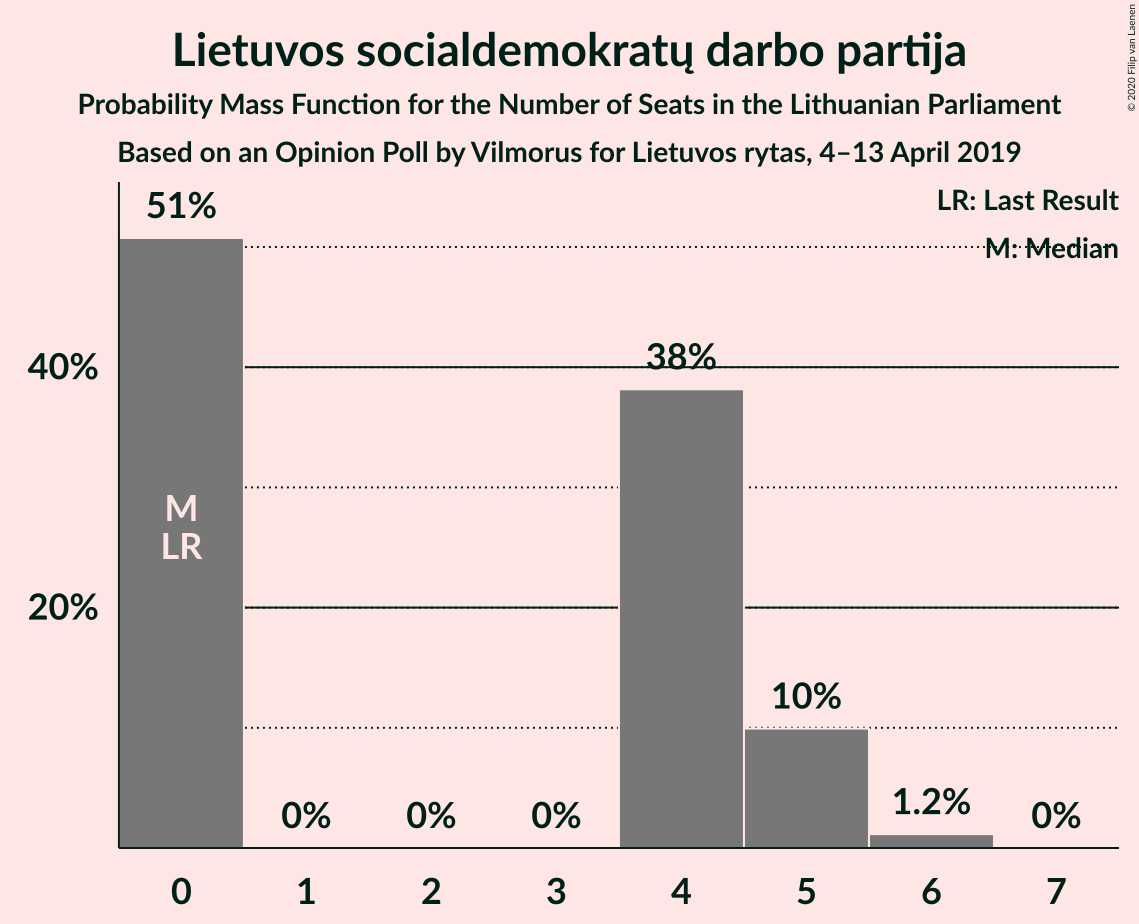 Lietuvos socialdemokratų darbo partija
Probability Mass Function for the Number of Seats in the Lithuanian Parliament
Based on an Opinion Poll by Vilmorus for Lietuvos rytas, 4–13 April 2019
© 2020 Filip van Laenen
LR: Last Result
M: Median
51%
40%
38%
M
LR
20%
10%
0%
0%
0%
1.2%
0%
0
1
2
3
4
5
6
7